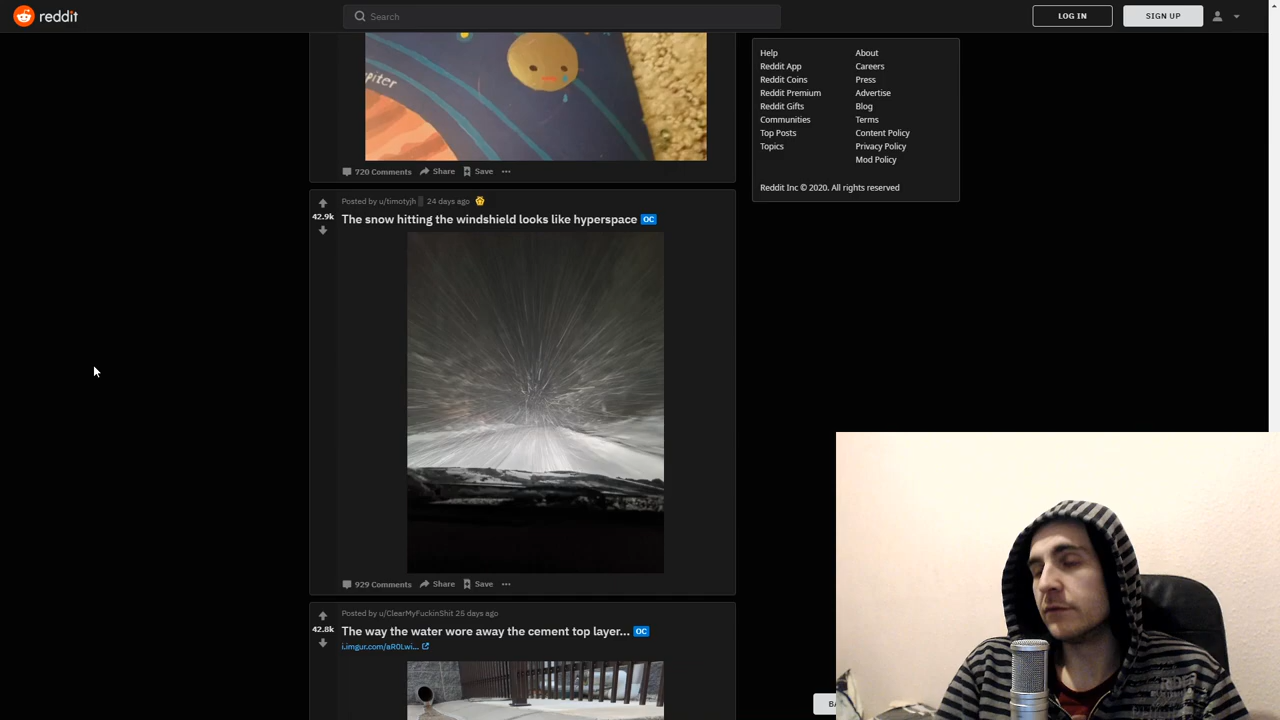 reddit
Search
LOG IN
SIGN UP
Help
About
Reddit App
Careers
Reddit Coins
Press
Reddit Premium
Advertise
Reddit Gifts
Blog
Communities
Terms
Top Posts
Content Policy
Topics
Privacy Policy
Mod Policy
Reddit Inc © 2020. All rights reserved
piter
720 Comments
Share
Save
Posted by u/timotyjh 24 days ago
42.9k
The snow hitting the windshield looks like hyperspace OC
929 Comments
Share
Save
Posted by u/ClearMyFuckinShit 25 days ago
42.8k
The way the water wore away the cement top layer... OC
i.imgur.com/aR0Lwi...